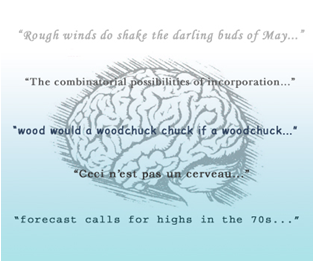 “Rough winds do shake the darling buds of May...”
“The combinatorial possibilities of incorporation...”
"wood would a woodchuck chuck if a woodchuck..."
“Ceci n’est pas un cerveau...”
"forecast calls for highs in the 70s..."